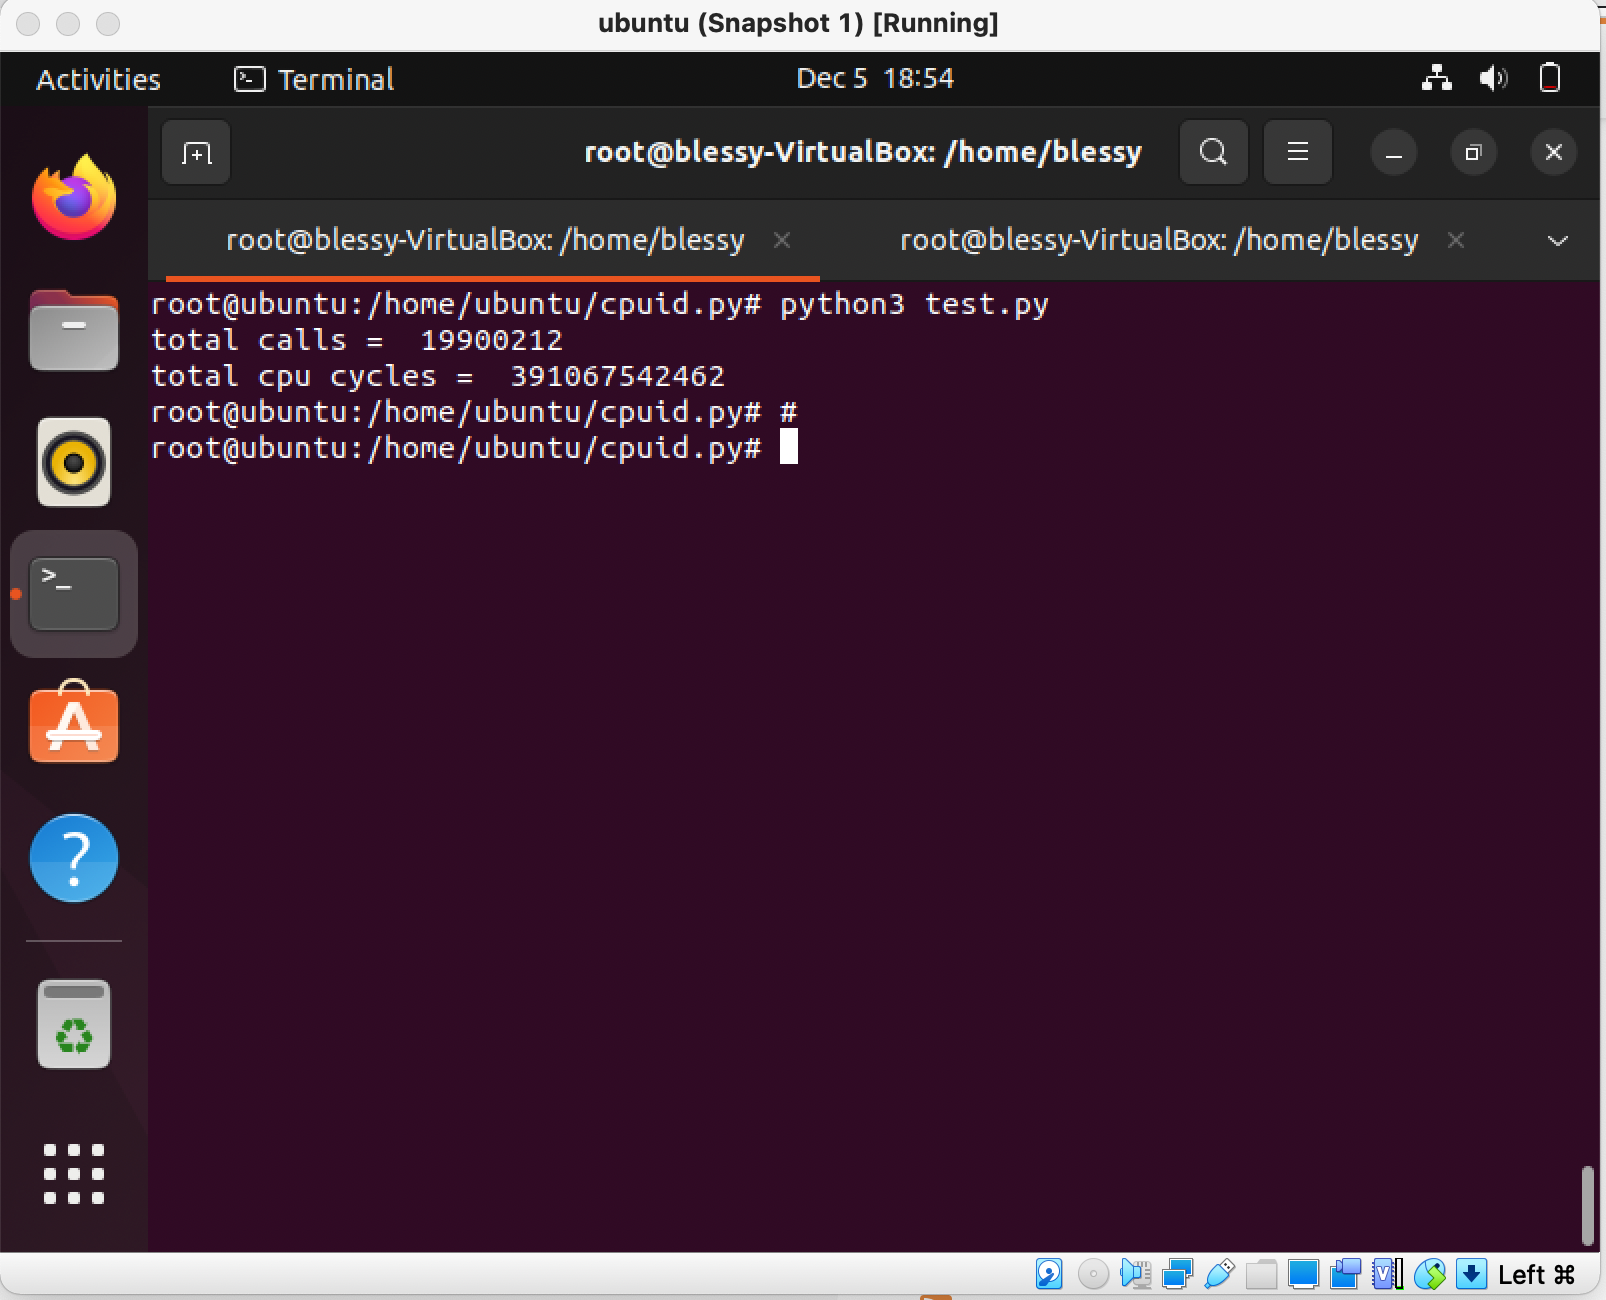 ubuntu (Snapshot 1) [Running]
Activities
Terminal
Dec 5 18:54
root@blessy-VirtualBox: /home/blessy
root@blessy-VirtualBox: /home/blessy
root@blessy-VirtualBox: /home/blessy
root@ubuntu:/home/ubuntu/cpuid.py# python3 test.py
total calls =  19900212
total cpu cycles =  391067542462
root@ubuntu:/home/ubuntu/cpuid.py# #
root@ubuntu:/home/ubuntu/cpuid.py#
Left ⌘